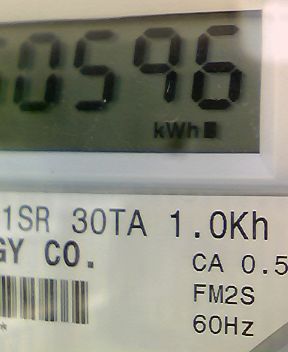 0596
kWh
1SR 30TA 1.0Kh
GY CO.
CA 0.5
FM2S
60Hz